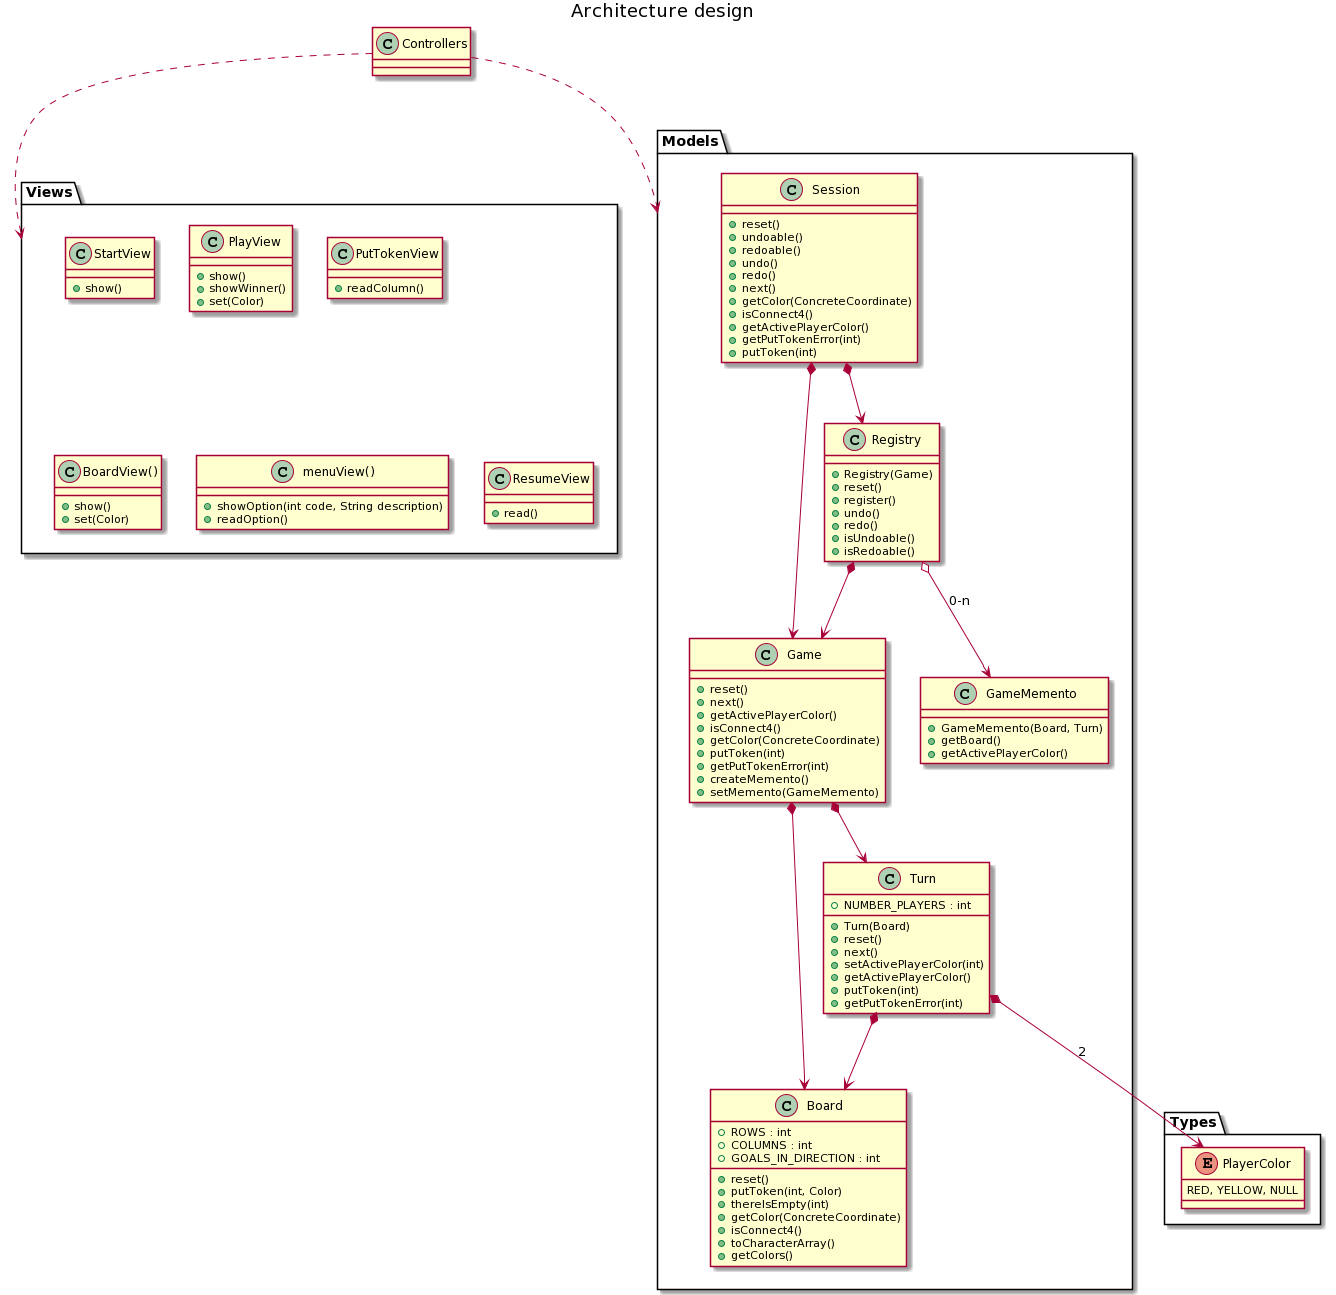 Architecture design
C Controllers
Models
Views
C Session
reset()
undoable()
redoable()
undo()
redo()
next()
getColor(ConcreteCoordinate)
isConnect4()
getActivePlayerColor()
getPutTokenError(int)
putToken(int)
C StartView
show()
C PlayView
show()
showWinner()
set(Color)
C PutTokenView
readColumn()
C BoardView()
show()
set(Color)
C menuView()
showOption(int code, String description)
readOption()
C ResumeView
read()
C Registry
Registry(Game)
reset()
register()
undo()
redo()
isUndoable()
isRedoable()
0-n
C Game
reset()
next()
getActivePlayerColor()
isConnect4()
getColor(ConcreteCoordinate)
putToken(int)
getPutTokenError(int)
createMemento()
setMemento(GameMemento)
C GameMemento
GameMemento(Board, Turn)
getBoard()
getActivePlayerColor()
C Turn
NUMBER_PLAYERS : int
Turn(Board)
reset()
next()
setActivePlayerColor(int)
getActivePlayerColor()
putToken(int)
getPutTokenError(int)
2
C Board
ROWS : int
COLUMNS : int
GOALS_IN_DIRECTION : int
reset()
putToken(int, Color)
thereIsEmpty(int)
getColor(ConcreteCoordinate)
isConnect4()
toCharacterArray()
getColors()
Types
E PlayerColor
RED, YELLOW, NULL